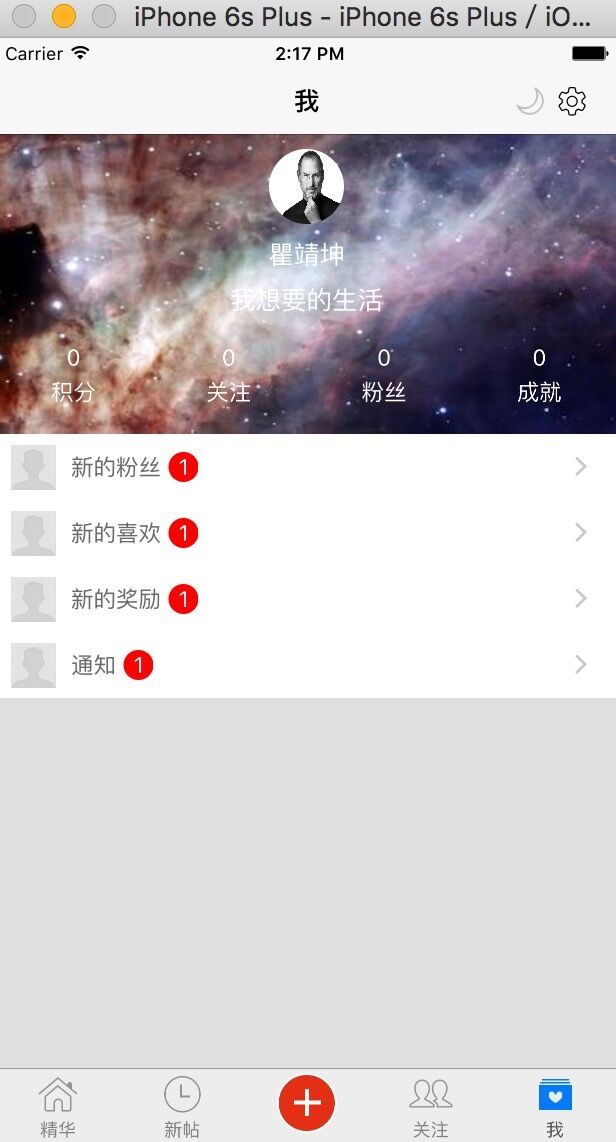 iPhone 6s Plus - iPhone 6s Plus / iO...
Carrier 2:17 PM
我
瞿靖坤
我想要的生活
0 0 0 0
积分 关注 粉丝 成就
新的粉丝 1
新的喜欢 1
新的奖励 1
通知 1
精华 新帖 关注 我